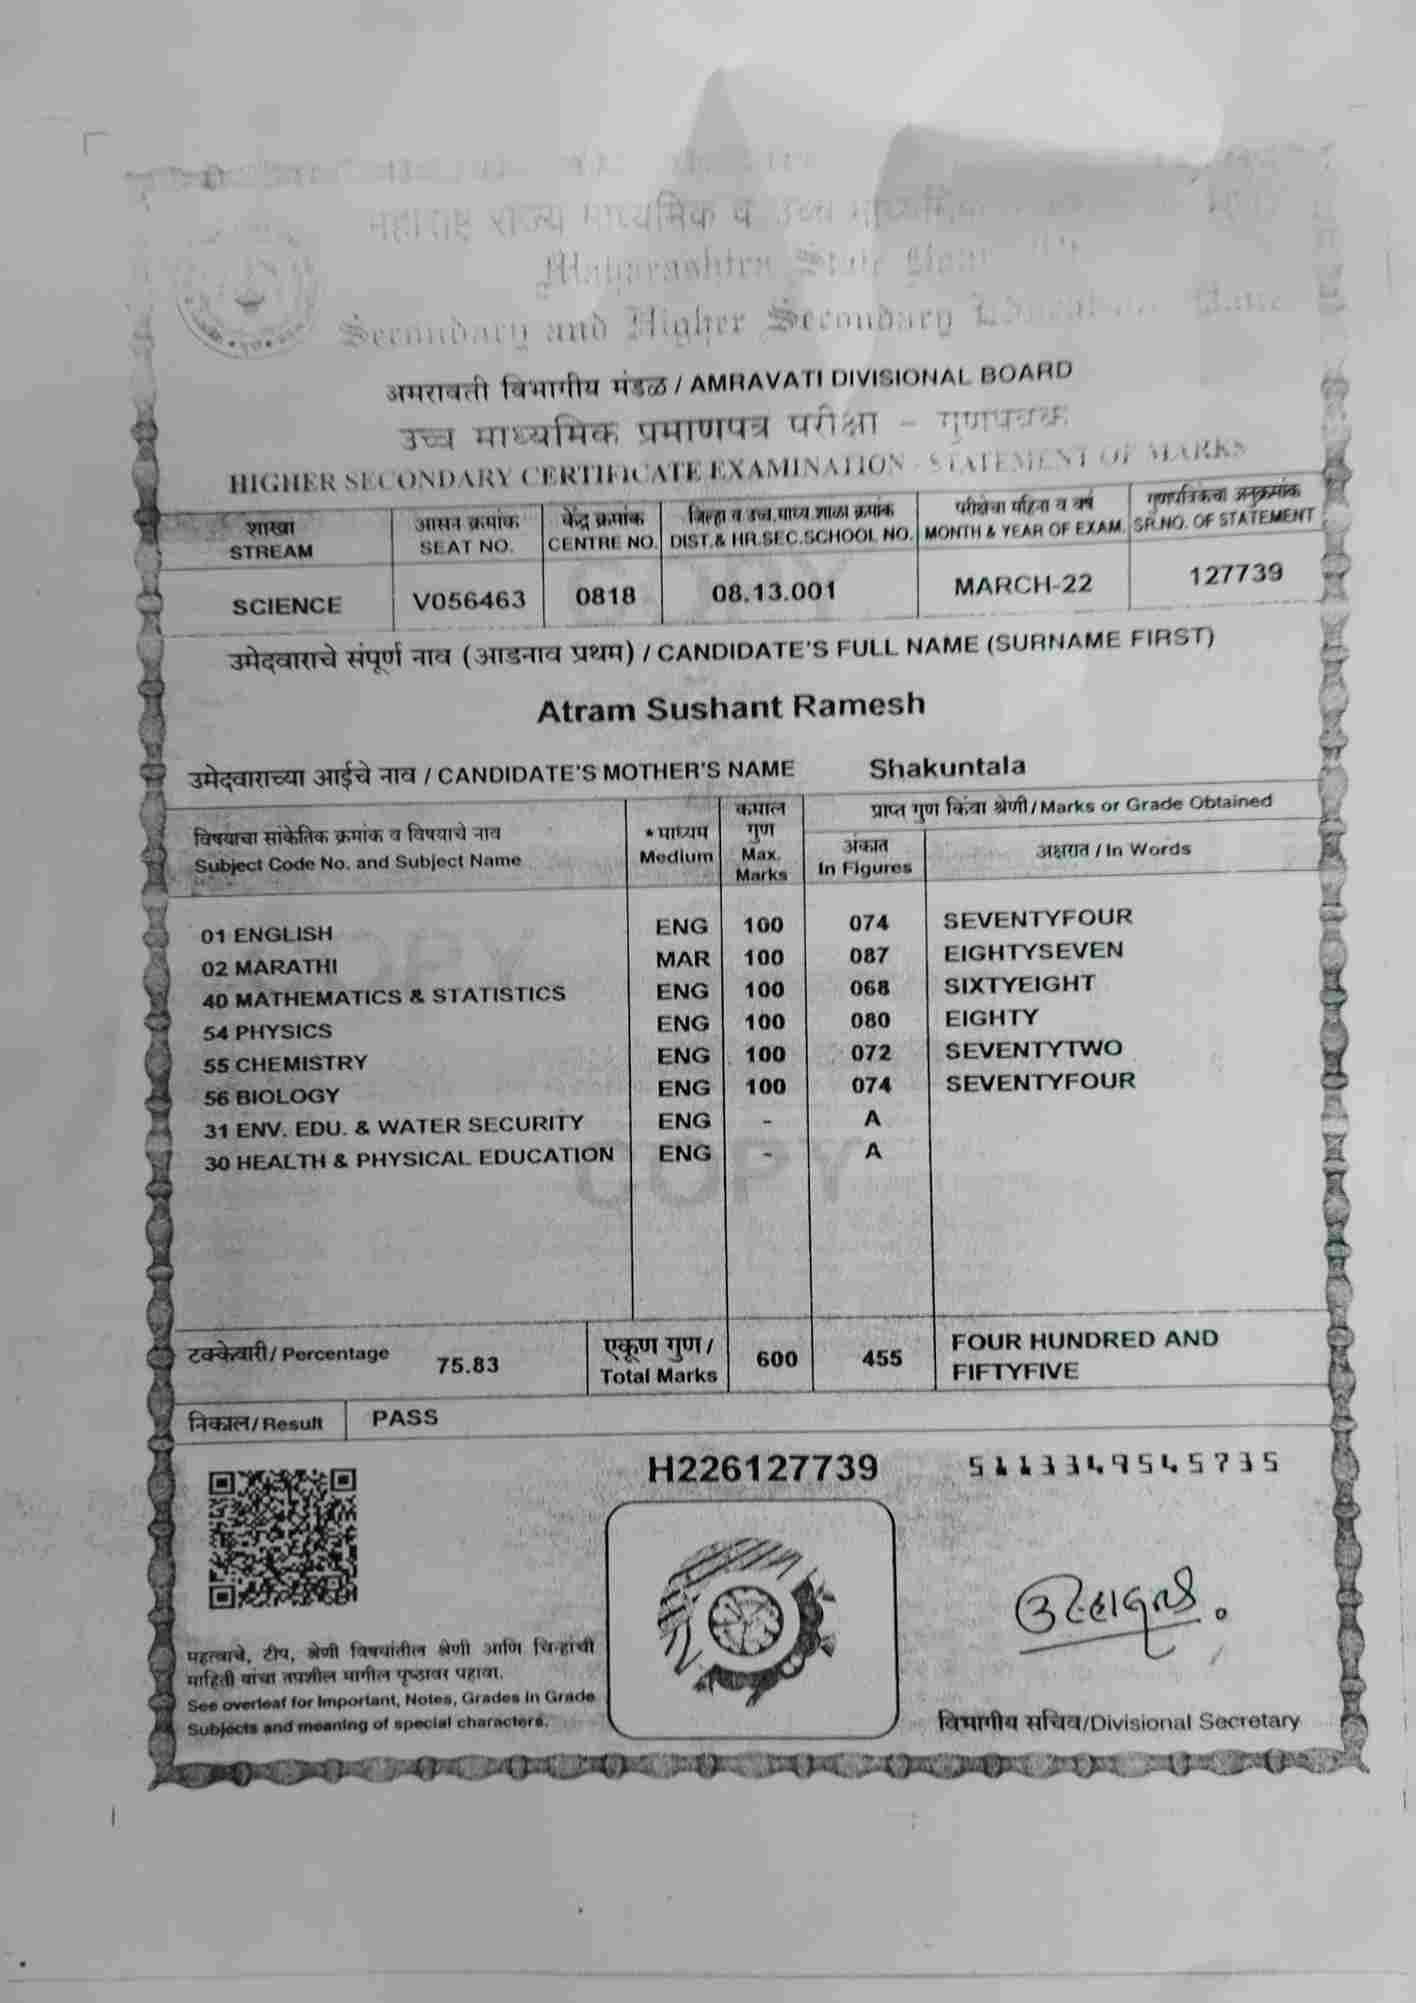 महाराष्ट्र राज्य माध्यमिक व उच्च
Maharashtra State
Secondary and Higher Secondary
अमरावती विभागीय मंडळ / AMRAVATI DIVISIONAL BOARD
उच्च माध्यमिक प्रमाणपत्र परीक्षा - गुणपत्रक
HIGHER SECONDARY CERTIFICATE EXAMINATION - STATEMENT OF MARKS
शाखा आसन क्रमांक केंद्र क्रमांक जिल्हा व उच्च.माध्य.शाळा क्रमांक परीक्षेचा महिना व वर्ष गुणपत्रिकेचा अनुक्रमांक
STREAM SEAT NO. CENTRE NO. DIST.& HR.SEC.SCHOOL NO. MONTH & YEAR OF EXAM. SR.NO. OF STATEMENT
SCIENCE V056463 0818 08.13.001 MARCH-22 127739
उमेदवाराचे संपूर्ण नाव (आडनाव प्रथम) / CANDIDATE'S FULL NAME (SURNAME FIRST)
Atram Sushant Ramesh
उमेदवाराच्या आईचे नाव / CANDIDATE'S MOTHER'S NAME Shakuntala
विषयाचा सांकेतिक क्रमांक व विषयाचे नाव
Subject Code No. and Subject Name
*माध्यम
Medium
कमाल
गुण
Max.
Marks
प्राप्त गुण किंवा श्रेणी/Marks or Grade Obtained
अंकात
In Figures
अक्षरात / In Words
01 ENGLISH ENG 100 074 SEVENTYFOUR
02 MARATHI MAR 100 087 EIGHTYSEVEN
40 MATHEMATICS & STATISTICS ENG 100 068 SIXTYEIGHT
54 PHYSICS ENG 100 080 EIGHTY
55 CHEMISTRY ENG 100 072 SEVENTYTWO
56 BIOLOGY ENG 100 074 SEVENTYFOUR
31 ENV. EDU. & WATER SECURITY ENG - A
30 HEALTH & PHYSICAL EDUCATION ENG - A
COPY
टक्केवारी/ Percentage 75.83
एकूण गुण /
Total Marks
600 455
FOUR HUNDRED AND
FIFTYFIVE
निकाल/ Result PASS
H226127739
5113349545735
महत्वाचे, टीप, श्रेणी विषयांतील श्रेणी आणि चिन्हांची
माहिती यांचा तपशील मागील पृष्ठावर पहावा.
See overleaf for Important, Notes, Grades in Grade
Subjects and meaning of special characters.
विभागीय सचिव/Divisional Secretary